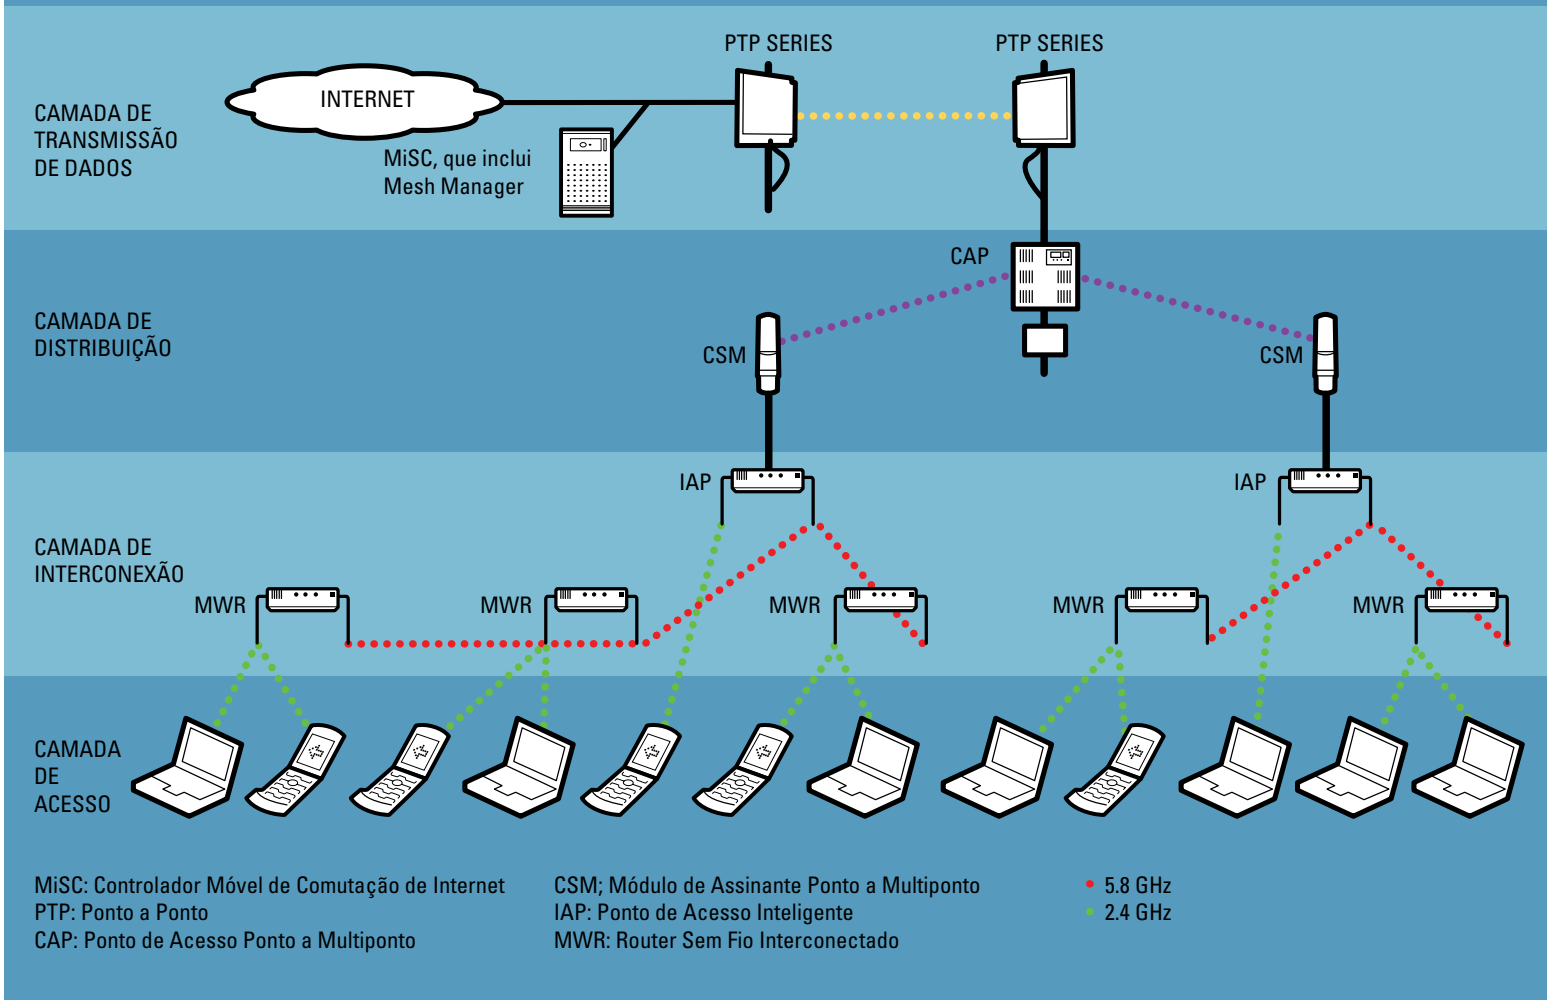 PTP SERIES
PTP SERIES
INTERNET
CAMADA DE
TRANSMISSÃO
DE DADOS
MiSC, que inclui
Mesh Manager
CAP
CAMADA DE
DISTRIBUIÇÃO
CSM
CSM
IAP
IAP
CAMADA DE
INTERCONEXÃO
MWR
MWR
MWR
MWR
MWR
CAMADA
DE
ACESSO
MiSC: Controlador Móvel de Comutação de Internet
PTP: Ponto a Ponto
CAP: Ponto de Acesso Ponto a Multiponto
CSM; Módulo de Assinante Ponto a Multiponto
IAP: Ponto de Acesso Inteligente
MWR: Router Sem Fio Interconectado
5.8 GHz
2.4 GHz